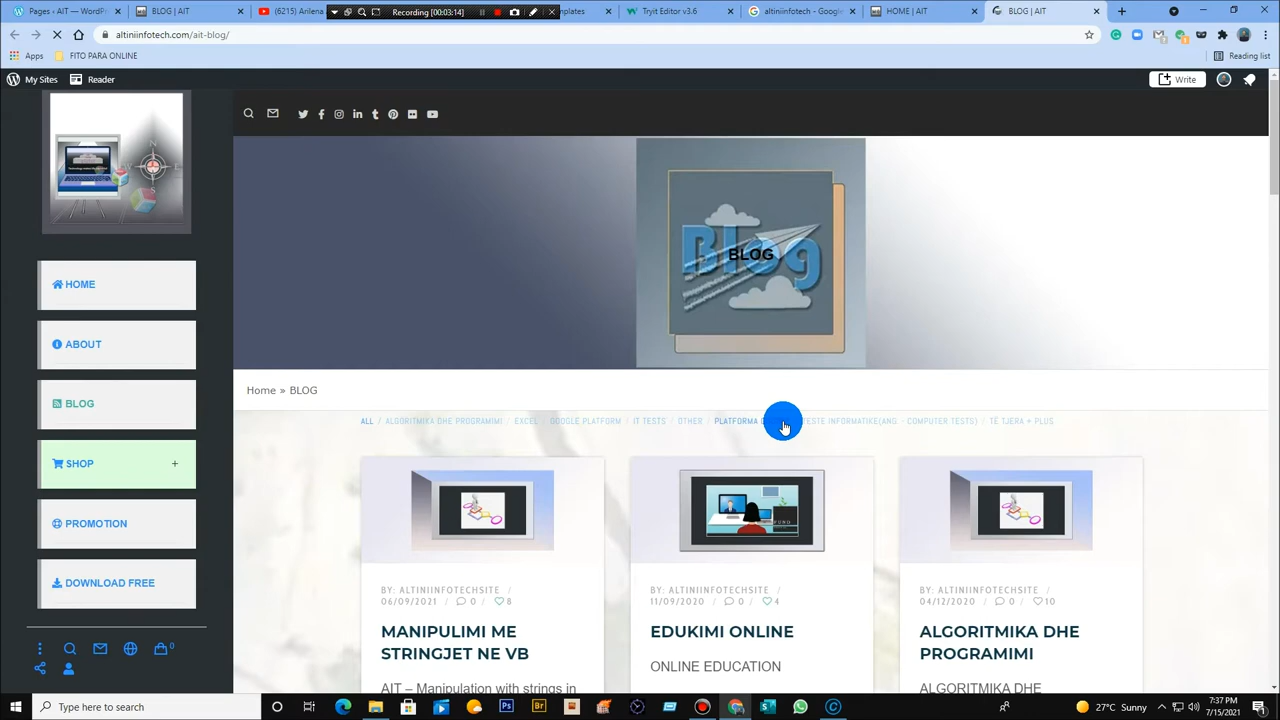 Pages ‹ AIT — WordPr
BLOG | AIT
(6215) Arilena
Recording [00:03:14]
mplates
Tryit Editor v3.6
altiniinfotech - Google
HOME | AIT
BLOG | AIT
altiniinfotech.com/ait-blog/
Apps
FITO PARA ONLINE
Reading list
My Sites
Reader
Write
BLOG
HOME
ABOUT
BLOG
SHOP +
PROMOTION
DOWNLOAD FREE
0
Home » BLOG
ALL / ALGORITMIKA DHE PROGRAMIMI / EXCEL / GOOGLE PLATFORM / IT TESTS / OTHER / PLATFORMA TESTE INFORMATIKE(ANG. - COMPUTER TESTS) / TË TJERA + PLUS
BY: ALTINIINFOTECHSITE /
06/09/2021 / 0 / 8
MANIPULIMI ME
STRINGJET NE VB
AIT – Manipulation with strings in
BY: ALTINIINFOTECHSITE /
11/09/2020 / 0 / 4
EDUKIMI ONLINE
ONLINE EDUCATION
BY: ALTINIINFOTECHSITE /
04/12/2020 / 0 / 10
ALGORITMIKA DHE
PROGRAMIMI
ALGORITMIKA DHE
Type here to search
27°C Sunny
7:37 PM
7/15/2021